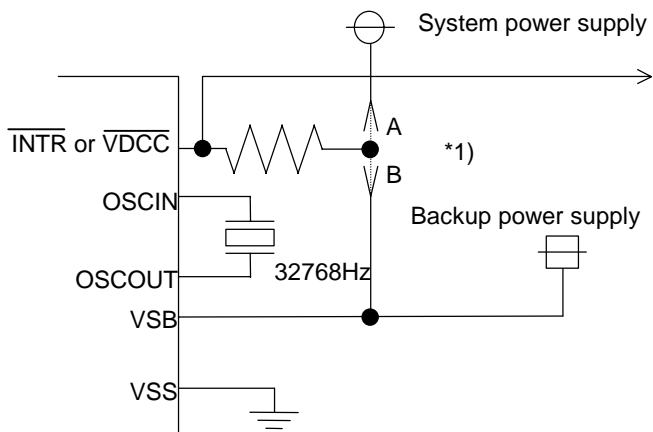 System power supply
A
INTR or VDCC
*1)
B
OSCIN
Backup power supply
OSCOUT
32768Hz
VSB
VSS